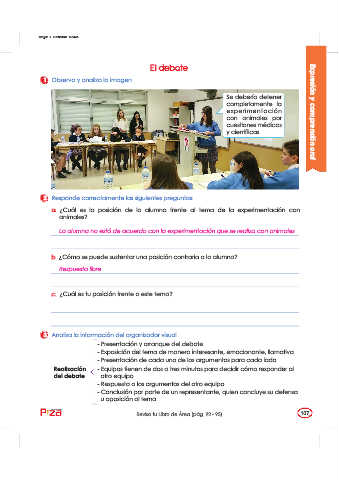 El debate
1 Observa y analiza la imagen
Se debería detener
completamente la
experimentación
con animales por
cuestiones médicas
y científicas.
Expresión y comprensión oral
2 Responde correctamente las siguientes preguntas
a ¿Cuál es la posición de la alumna frente al tema de la experimentación con
animales?
La alumna no está de acuerdo con la experimentación que se realiza con animales
b ¿Cómo se puede sustentar una posición contraria a la alumna?
Respuesta libre
c ¿Cuál es tu posición frente a este tema?
3 Analiza la información del organizador visual
Realización
del debate
- Presentación y arranque del debate
- Exposición del tema de manera interesante, emocionante, llamativa
- Presentación de cada uno de los argumentos para cada lado
- Equipos tienen de dos a tres minutos para decidir cómo responder al
otro equipo
- Respuesta a los argumentos del otro equipo
- Conclusión por parte de un representante, quien concluye su defensa
u oposición al tema
Revisa tu Libro de Área (pág. 92 - 95)
107